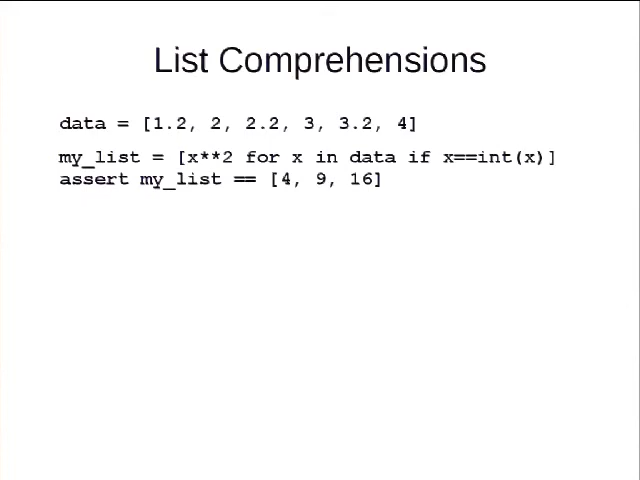 List Comprehensions
data = [1.2, 2, 2.2, 3, 3.2, 4]
my_list = [x**2 for x in data if x==int(x)]
assert my_list == [4, 9, 16]